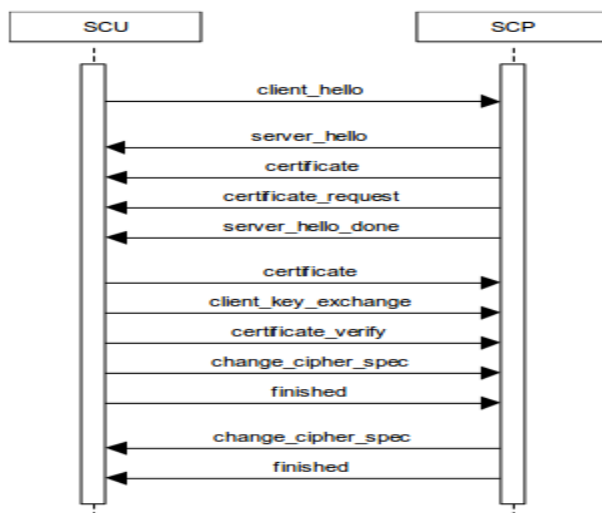 SCU
SCP
client_hello
server_hello
certificate
certificate_request
server_hello_done
certificate
client_key_exchange
certificate_verify
change_cipher_spec
finished
change_cipher_spec
finished